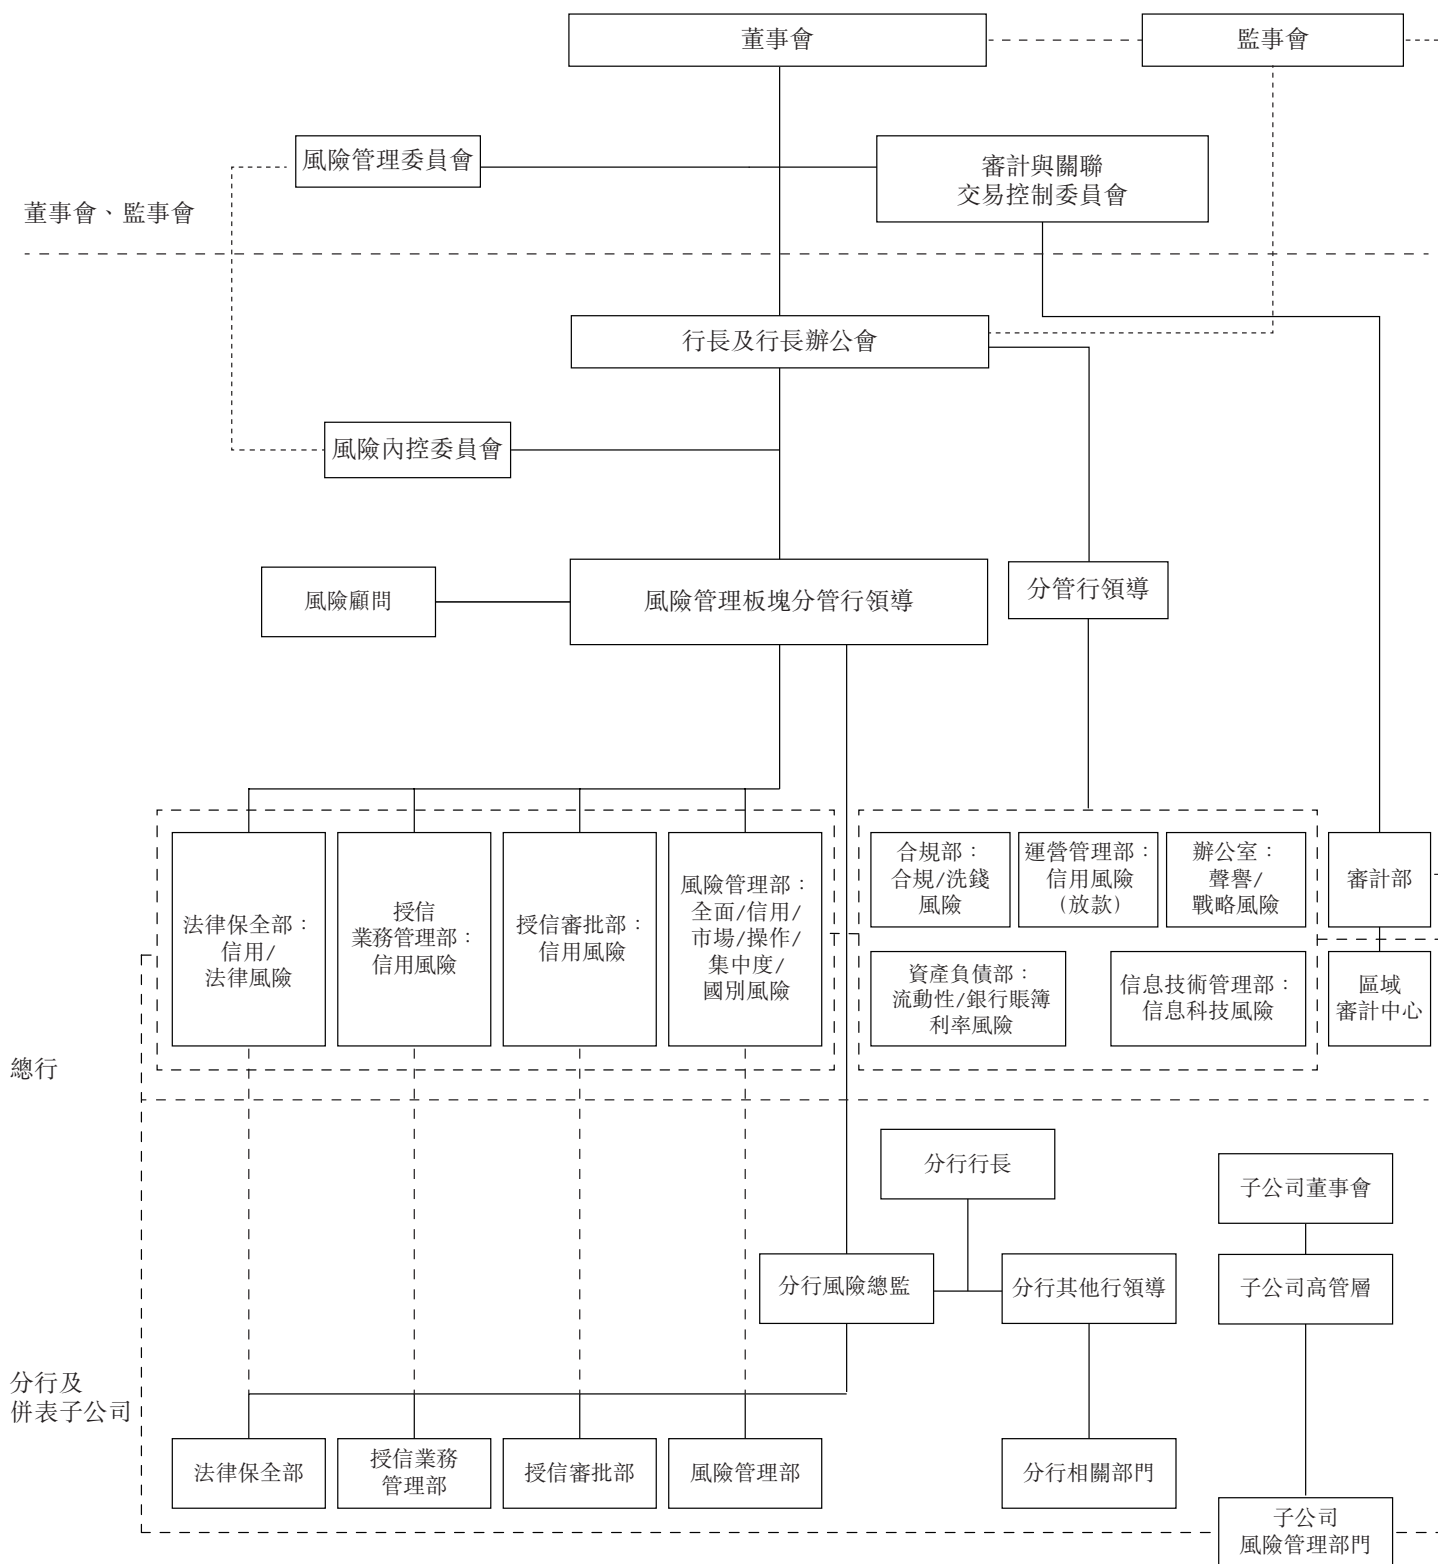 董事會
監事會
風險管理委員會
審計與關聯
交易控制委員會
董事會、監事會
行長及行長辦公會
風險內控委員會
風險顧問
風險管理板塊分管行領導
分管行領導
法律保全部：
信用/
法律風險
授信
業務管理部：
信用風險
授信審批部：
信用風險
風險管理部：
全面/信用/
市場/操作/
集中度/
國別風險
合規部：
合規/洗錢
風險
運營管理部：
信用風險
(放款)
辦公室：
聲譽/
戰略風險
審計部
資產負債部：
流動性/銀行賬簿
利率風險
信息技術管理部：
信息科技風險
區域
審計中心
總行
分行行長
子公司董事會
分行風險總監
分行其他行領導
子公司高管層
分行及
併表子公司
法律保全部
授信業務
管理部
授信審批部
風險管理部
分行相關部門
子公司
風險管理部門